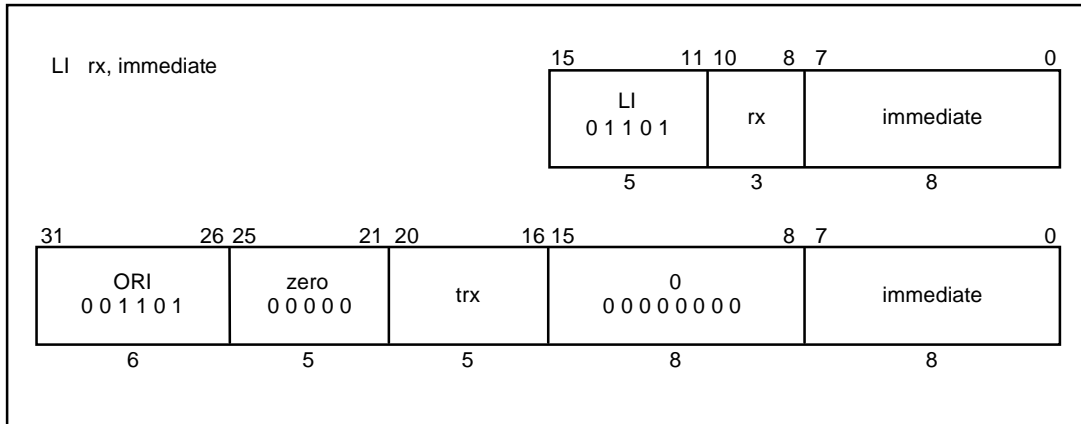 LI rx, immediate
15 11 10 8 7 0
LI
0 1 1 0 1
rx
immediate
5 3 8
31 26 25 21 20 16 15 8 7 0
ORI
0 0 1 1 0 1
zero
0 0 0 0 0
trx
0
0 0 0 0 0 0 0 0
immediate
6 5 5 8 8